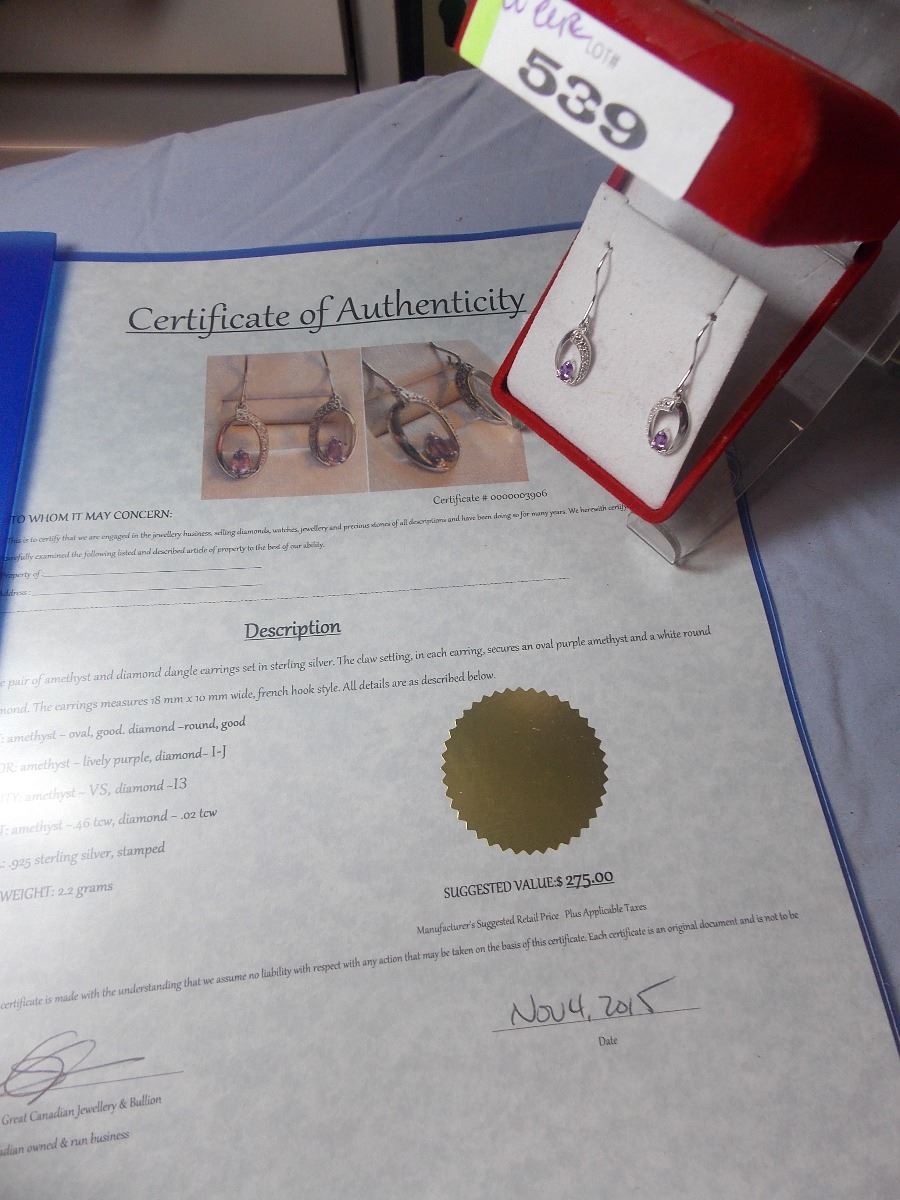 LOT#
539
Certificate of Authenticity
Certificate # 0000003906
TO WHOM IT MAY CONCERN:
This is to certify that we are engaged in the jewellery business, selling diamonds, watches, jewellery and precious stones of all descriptions and have been doing so for many years. We herewith certify
carefully examined the following listed and described article of property to the best of our ability.
Property of:
Address:
Description
pair of amethyst and diamond dangle earrings set in sterling silver. The claw setting, in each earring, secures an oval purple amethyst and a white round
mond. The earrings measures 18 mm x 10 mm wide, french hook style. All details are as described below.
: amethyst – oval, good. diamond –round, good
OR: amethyst – lively purple, diamond– I-J
ITY: amethyst – VS, diamond –I3
T: amethyst –.46 tcw, diamond – .02 tcw
: .925 sterling silver, stamped
WEIGHT: 2.2 grams
SUGGESTED VALUE:$ 275.00
Manufacturer's Suggested Retail Price Plus Applicable Taxes
certificate is made with the understanding that we assume no liability with respect with any action that may be taken on the basis of this certificate. Each certificate is an original document and is not to be
Nov 4, 2015
Date
Great Canadian Jewellery & Bullion
adian owned & run business